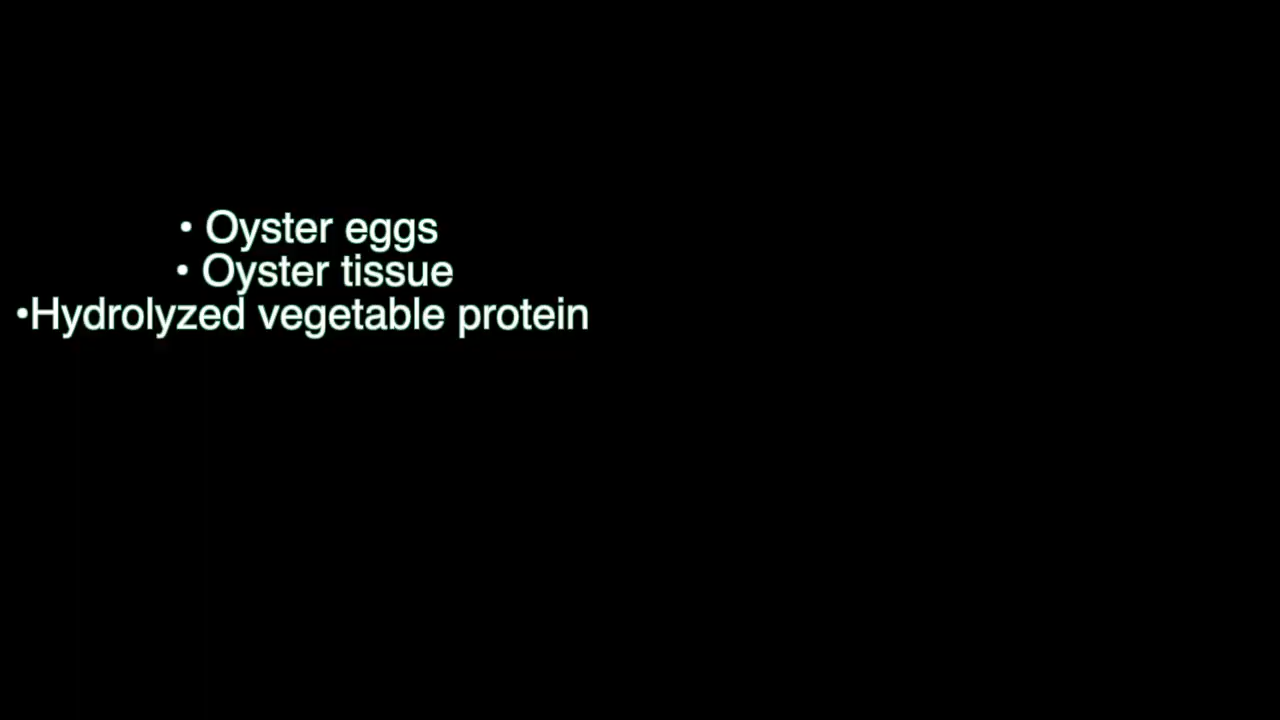 • Oyster eggs
• Oyster tissue
•Hydrolyzed vegetable protein